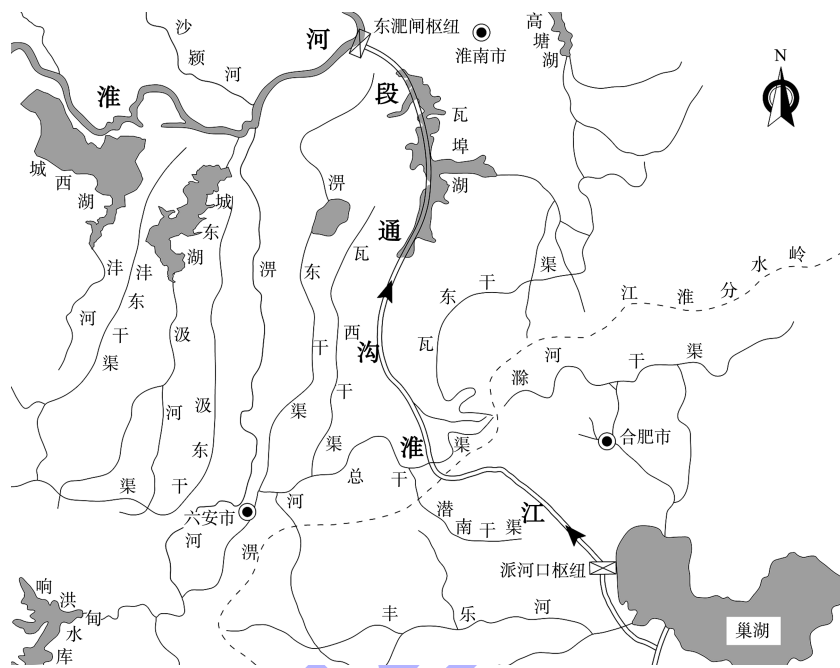 沙颍河
淮河
东淝闸枢纽
淮南市
高塘湖
N
段
瓦埠湖
城西湖
城东湖
淠
沣河
沣东干渠
汲河
汲东干渠
淠河
淠东干渠
瓦西干渠
通
沟
瓦东干渠
江淮分水岭
滁河干渠
合肥市
淮
江
淠河总干渠
潜南干渠
六安市
派河口枢纽
响洪甸水库
丰乐河
巢湖